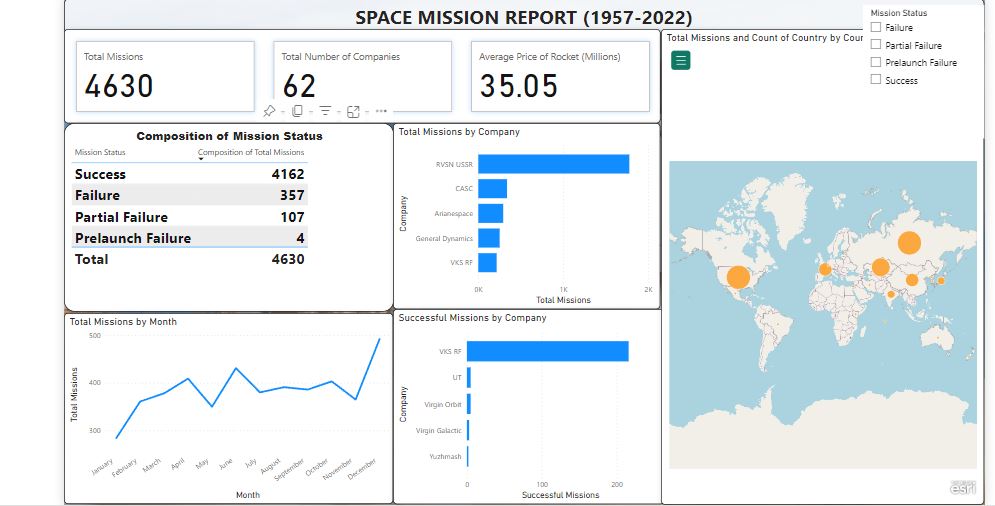 SPACE MISSION REPORT (1957-2022)
Mission Status
Failure
Partial Failure
Prelaunch Failure
Success
Total Missions
4630
Total Number of Companies
62
Average Price of Rocket (Millions)
35.05
Total Missions and Count of Country by Cour
Composition of Mission Status
Mission Status Composition of Total Missions
Success 4162
Failure 357
Partial Failure 107
Prelaunch Failure 4
Total 4630
Total Missions by Company
Company
RVSN USSR
CASC
Arianespace
General Dynamics
VKS RF
0K 1K 2K
Total Missions
Total Missions by Month
Total Missions
500
400
300
January February March April May June July August September October November December
Month
Successful Missions by Company
Company
VKS RF
UT
Virgin Orbit
Virgin Galactic
Yuzhmash
0 100 200
Successful Missions
esri